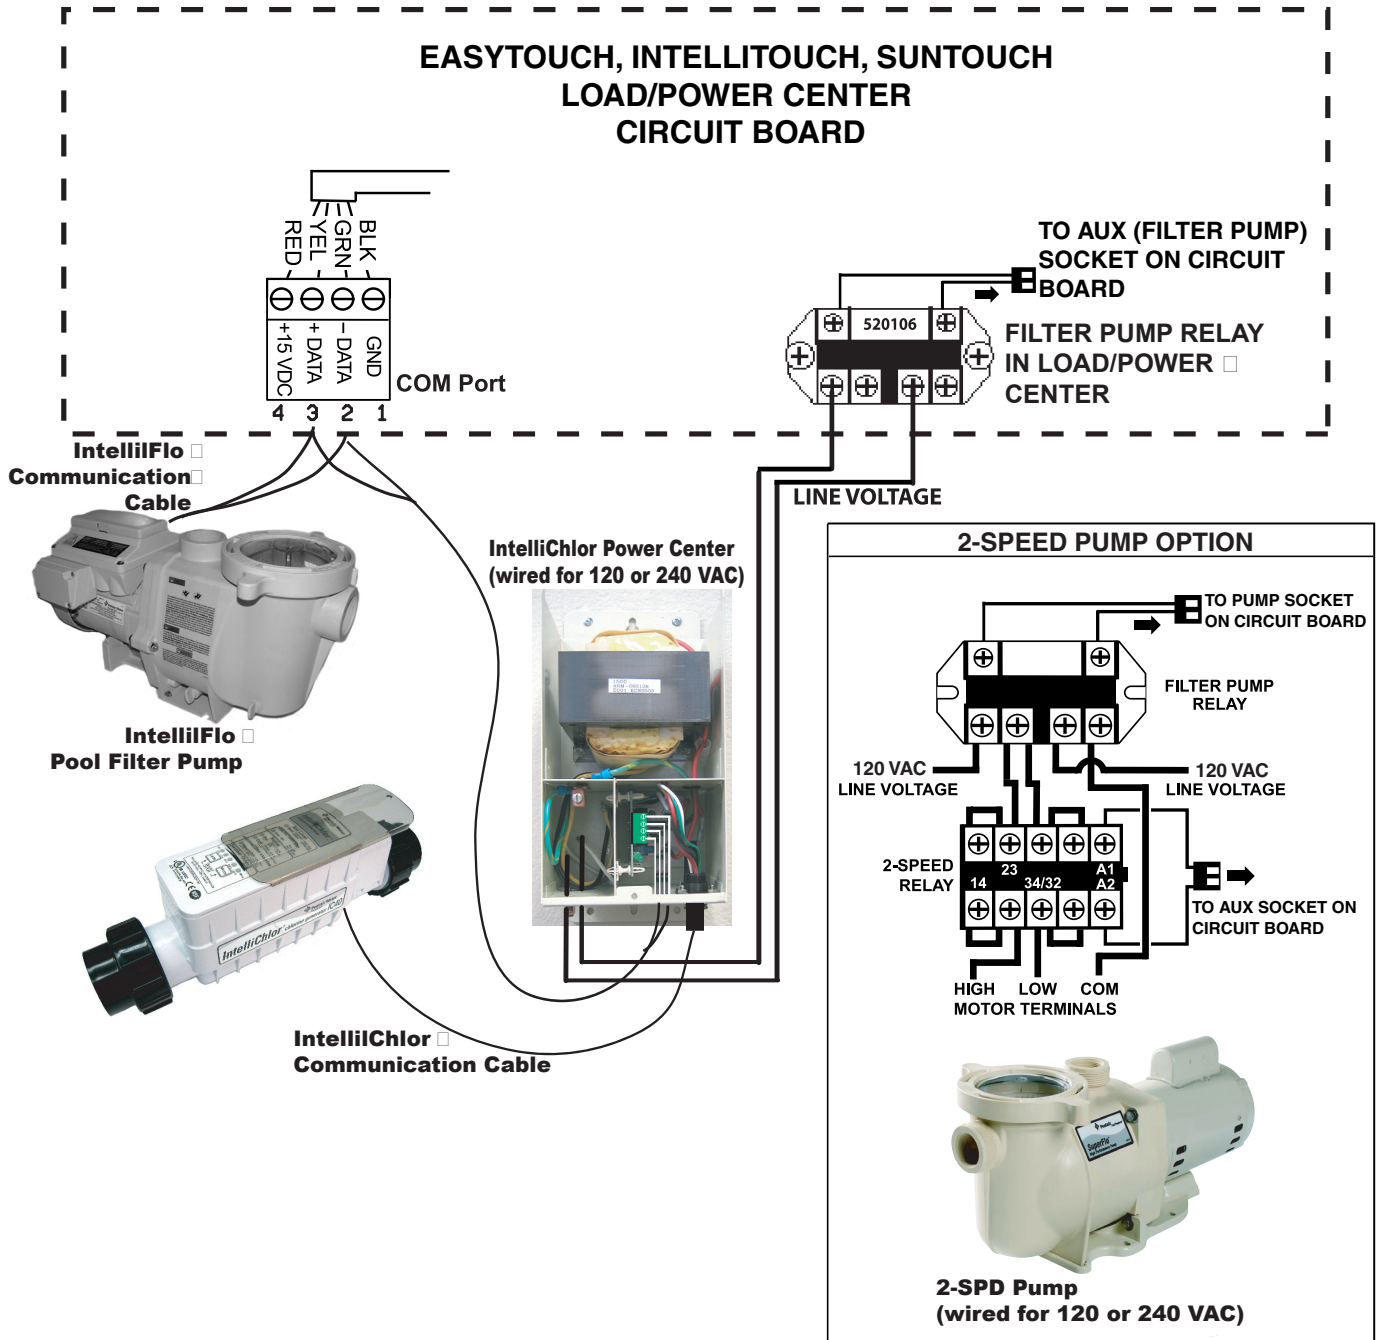 EASYTOUCH, INTELLITOUCH, SUNTOUCH
LOAD/POWER CENTER
CIRCUIT BOARD
RED
YEL
GRN
BLK
+15 VDC
+ DATA
– DATA
GND
4 3 2 1
COM Port
TO AUX (FILTER PUMP)
SOCKET ON CIRCUIT
BOARD
520106
FILTER PUMP RELAY
IN LOAD/POWER
CENTER
LINE VOLTAGE
IntellilFlo
Communication
Cable
IntellilFlo
Pool Filter Pump
IntelliChlor Power Center
(wired for 120 or 240 VAC)
IntelliChlor
IC40
IntellilChlor
Communication Cable
2-SPEED PUMP OPTION
TO PUMP SOCKET
ON CIRCUIT BOARD
FILTER PUMP
RELAY
120 VAC
LINE VOLTAGE
120 VAC
LINE VOLTAGE
2-SPEED
RELAY
23
A1
14
34/32
A2
TO AUX SOCKET ON
CIRCUIT BOARD
HIGH LOW COM
MOTOR TERMINALS
SuperFlo
2-SPD Pump
(wired for 120 or 240 VAC)